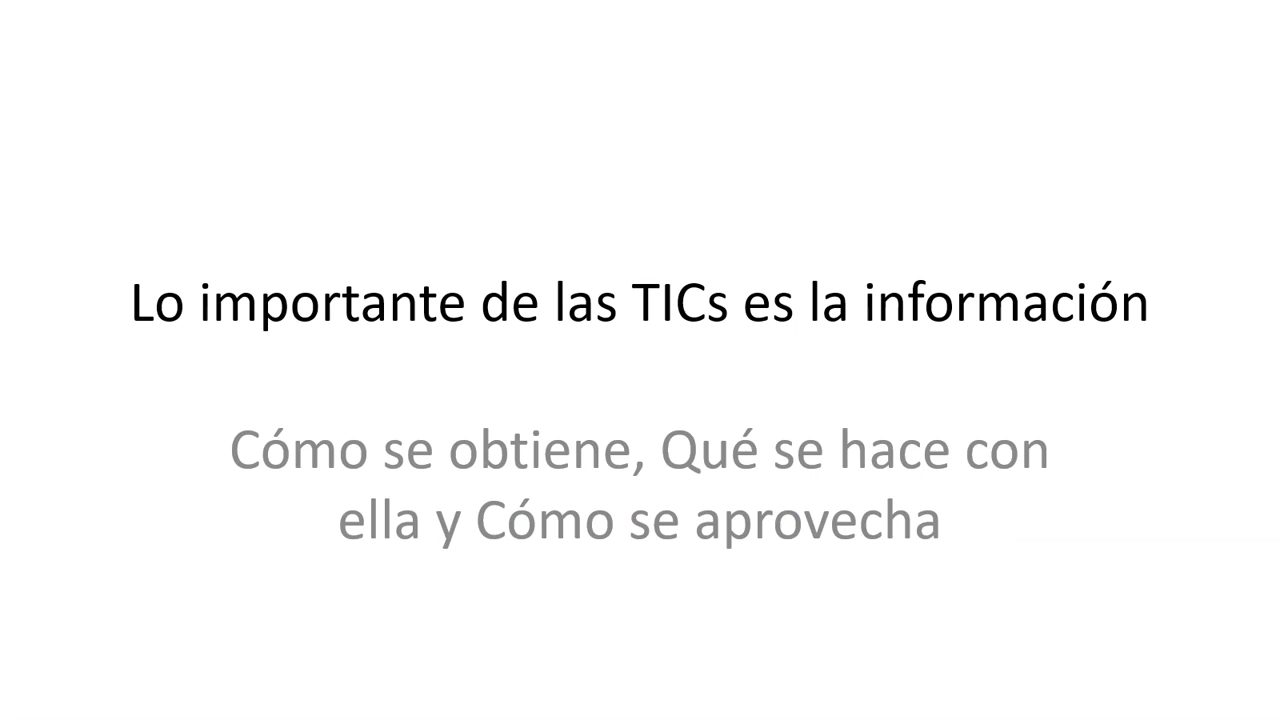 Lo importante de las TICs es la información
Cómo se obtiene, Qué se hace con
ella y Cómo se aprovecha